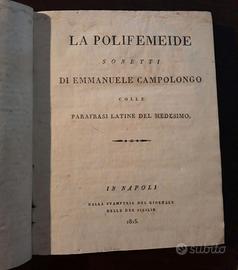 LA POLIFEMEIDE
SONETTI
DI EMMANUELE CAMPOLONGO
COLLE
PARAFRASI LATINE DEL MEDESIMO.
IN NAPOLI
DALLA STAMPERIA DEL GIORNALE
DELLE DUE SICILIE
1815.
subito